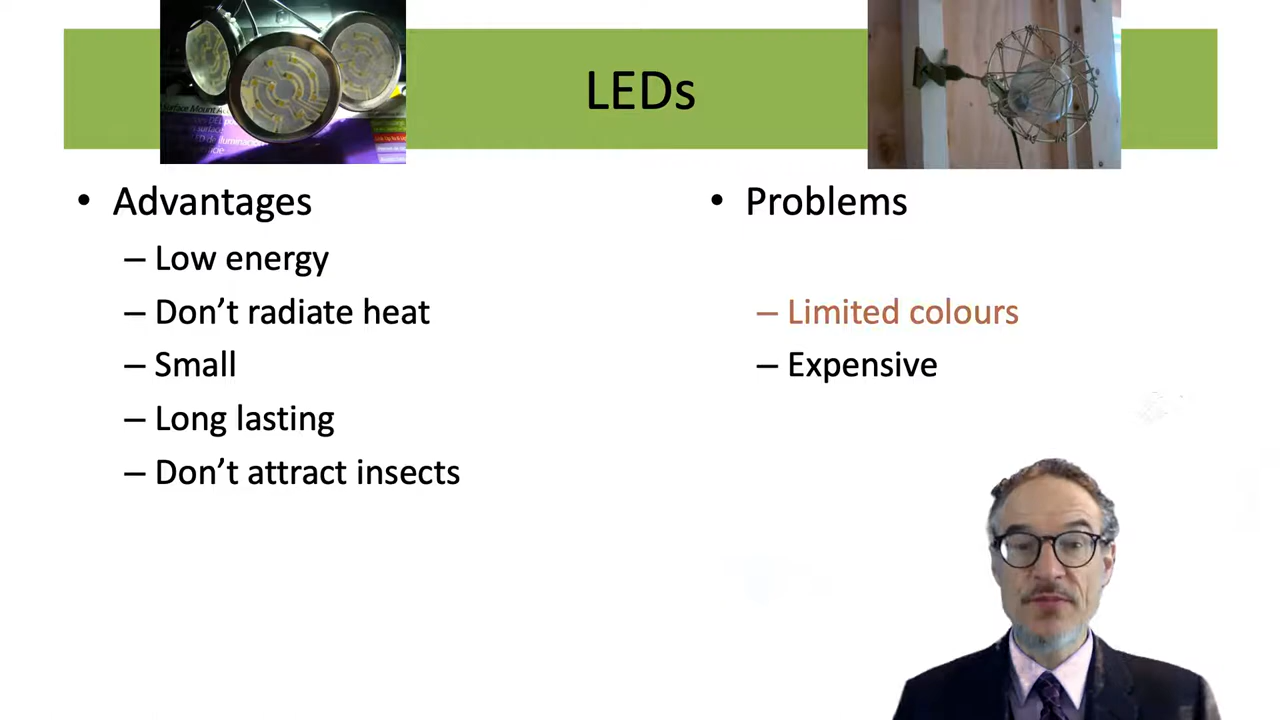 LEDs
• Advantages
– Low energy
– Don't radiate heat
– Small
– Long lasting
– Don't attract insects
• Problems
– Limited colours
– Expensive